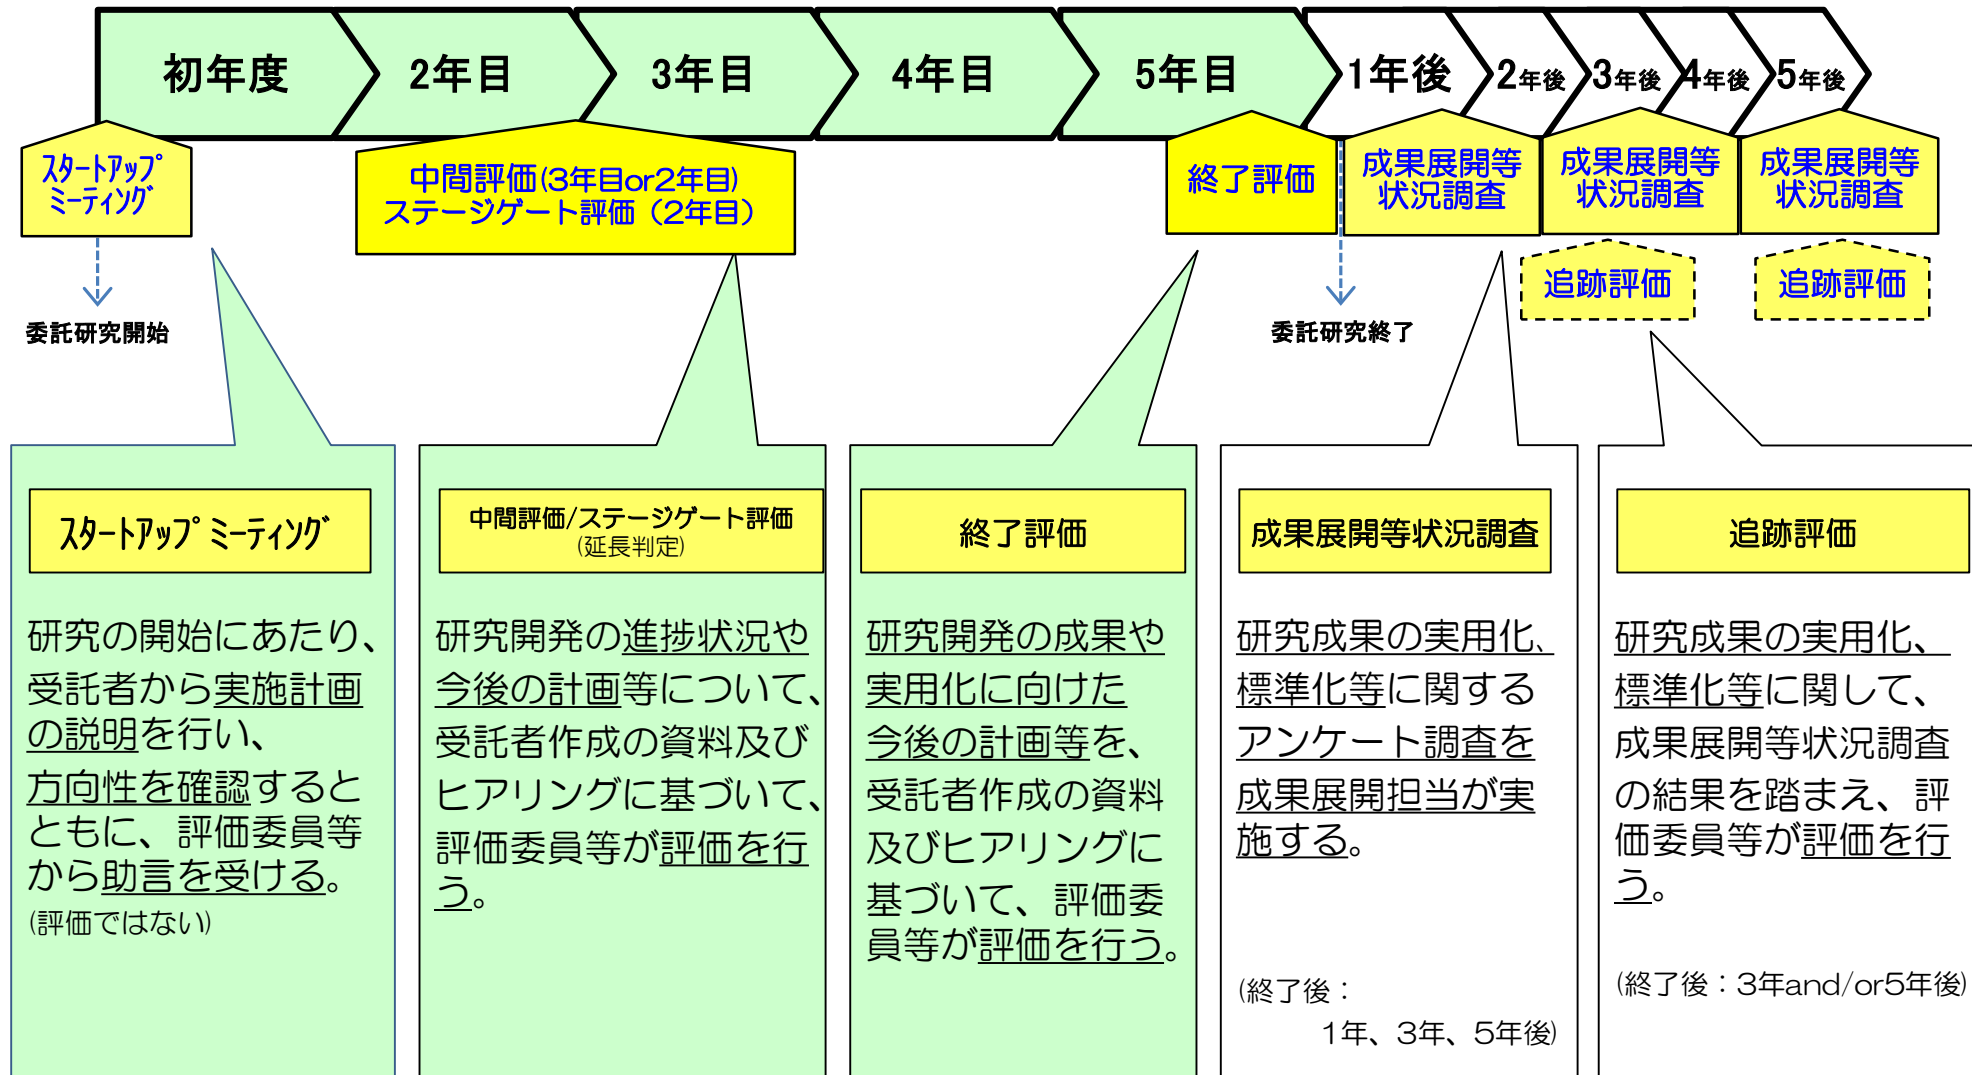 初年度
2年目
3年目
4年目
5年目
1年後
2年後
3年後
4年後
5年後
ｽﾀｰﾄｱｯﾌﾟ
ﾐｰﾃｨﾝｸﾞ
中間評価(3年目or2年目)
ステージゲート評価（2年目）
終了評価
成果展開等
状況調査
成果展開等
状況調査
成果展開等
状況調査
追跡評価
追跡評価
委託研究開始
委託研究終了
ｽﾀｰﾄｱｯﾌﾟ ﾐｰﾃｨﾝｸﾞ
研究の開始にあたり、
受託者から実施計画
の説明を行い、
方向性を確認すると
ともに、評価委員等
から助言を受ける。
(評価ではない)
中間評価/ステージゲート評価
(延長判定)
研究開発の進捗状況や
今後の計画等について、
受託者作成の資料及び
ヒアリングに基づいて、
評価委員等が評価を行
う。
終了評価
研究開発の成果や
実用化に向けた
今後の計画等を、
受託者作成の資料
及びヒアリングに
基づいて、評価委
員等が評価を行う。
成果展開等状況調査
研究成果の実用化、
標準化等に関する
アンケート調査を
成果展開担当が実
施する。
(終了後：
1年、3年、5年後)
追跡評価
研究成果の実用化、
標準化等に関して、
成果展開等状況調査
の結果を踏まえ、評
価委員等が評価を行
う。
(終了後：3年and/or5年後)